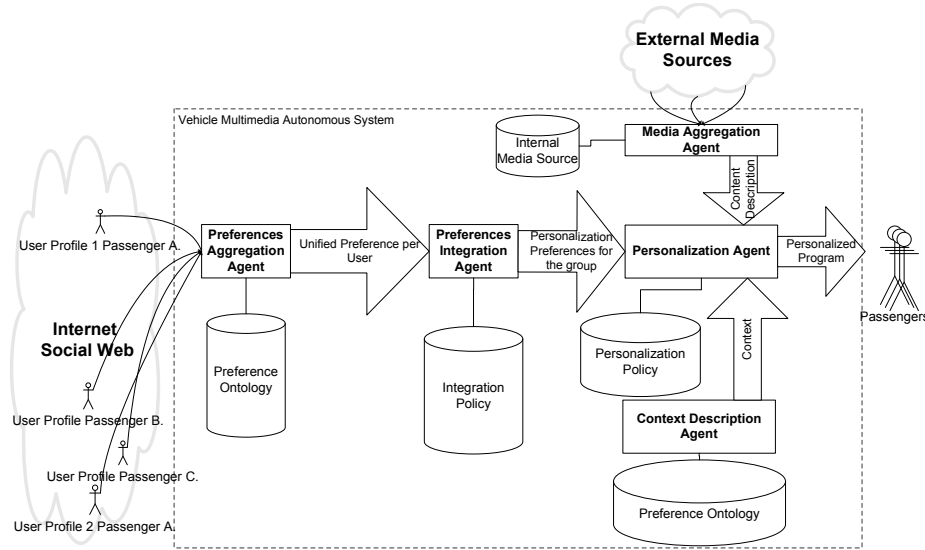 External Media
Sources
Vehicle Multimedia Autonomous System
Internal
Media Source
Media Aggregation
Agent
Content
Description
User Profile 1 Passenger A.
Preferences
Aggregation
Agent
Unified Preference per
User
Preferences
Integration
Agent
Personalization
Preferences for
the group
Personalization Agent
Personalized
Program
Passengers
Internet
Social Web
Preference
Ontology
Integration
Policy
Personalization
Policy
Context
User Profile Passenger B.
Context Description
Agent
User Profile Passenger C.
Preference Ontology
User Profile 2 Passenger A.